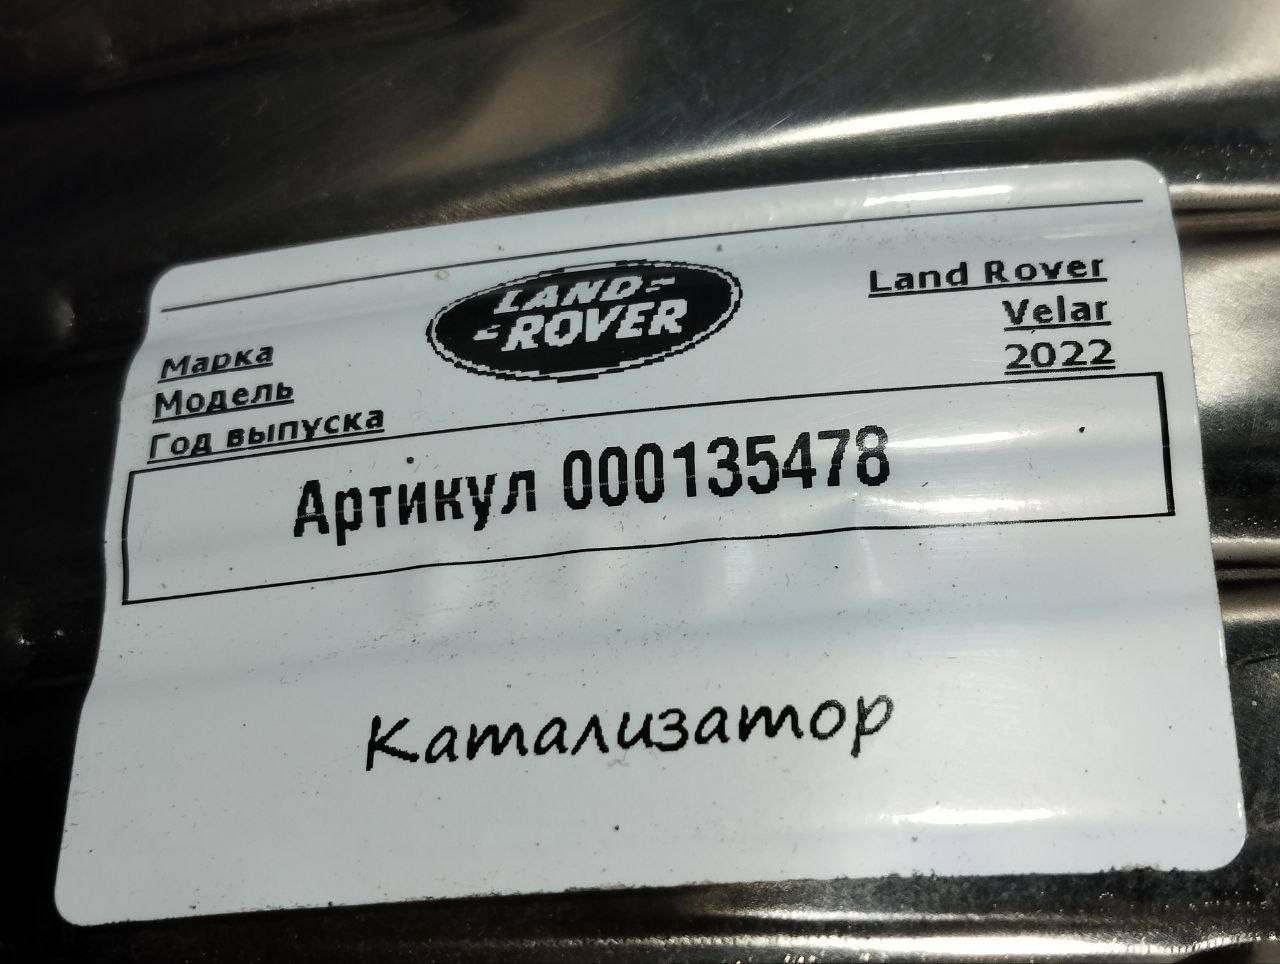 LAND
ROVER
Марка Land Rover
Модель Velar
Год выпуска 2022
Артикул 000135478
Катализатор